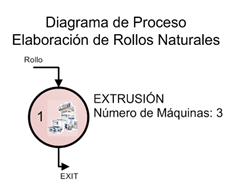 Diagrama de Proceso
Elaboración de Rollos Naturales
Rollo
1
EXTRUSIÓN
Número de Máquinas: 3
EXIT